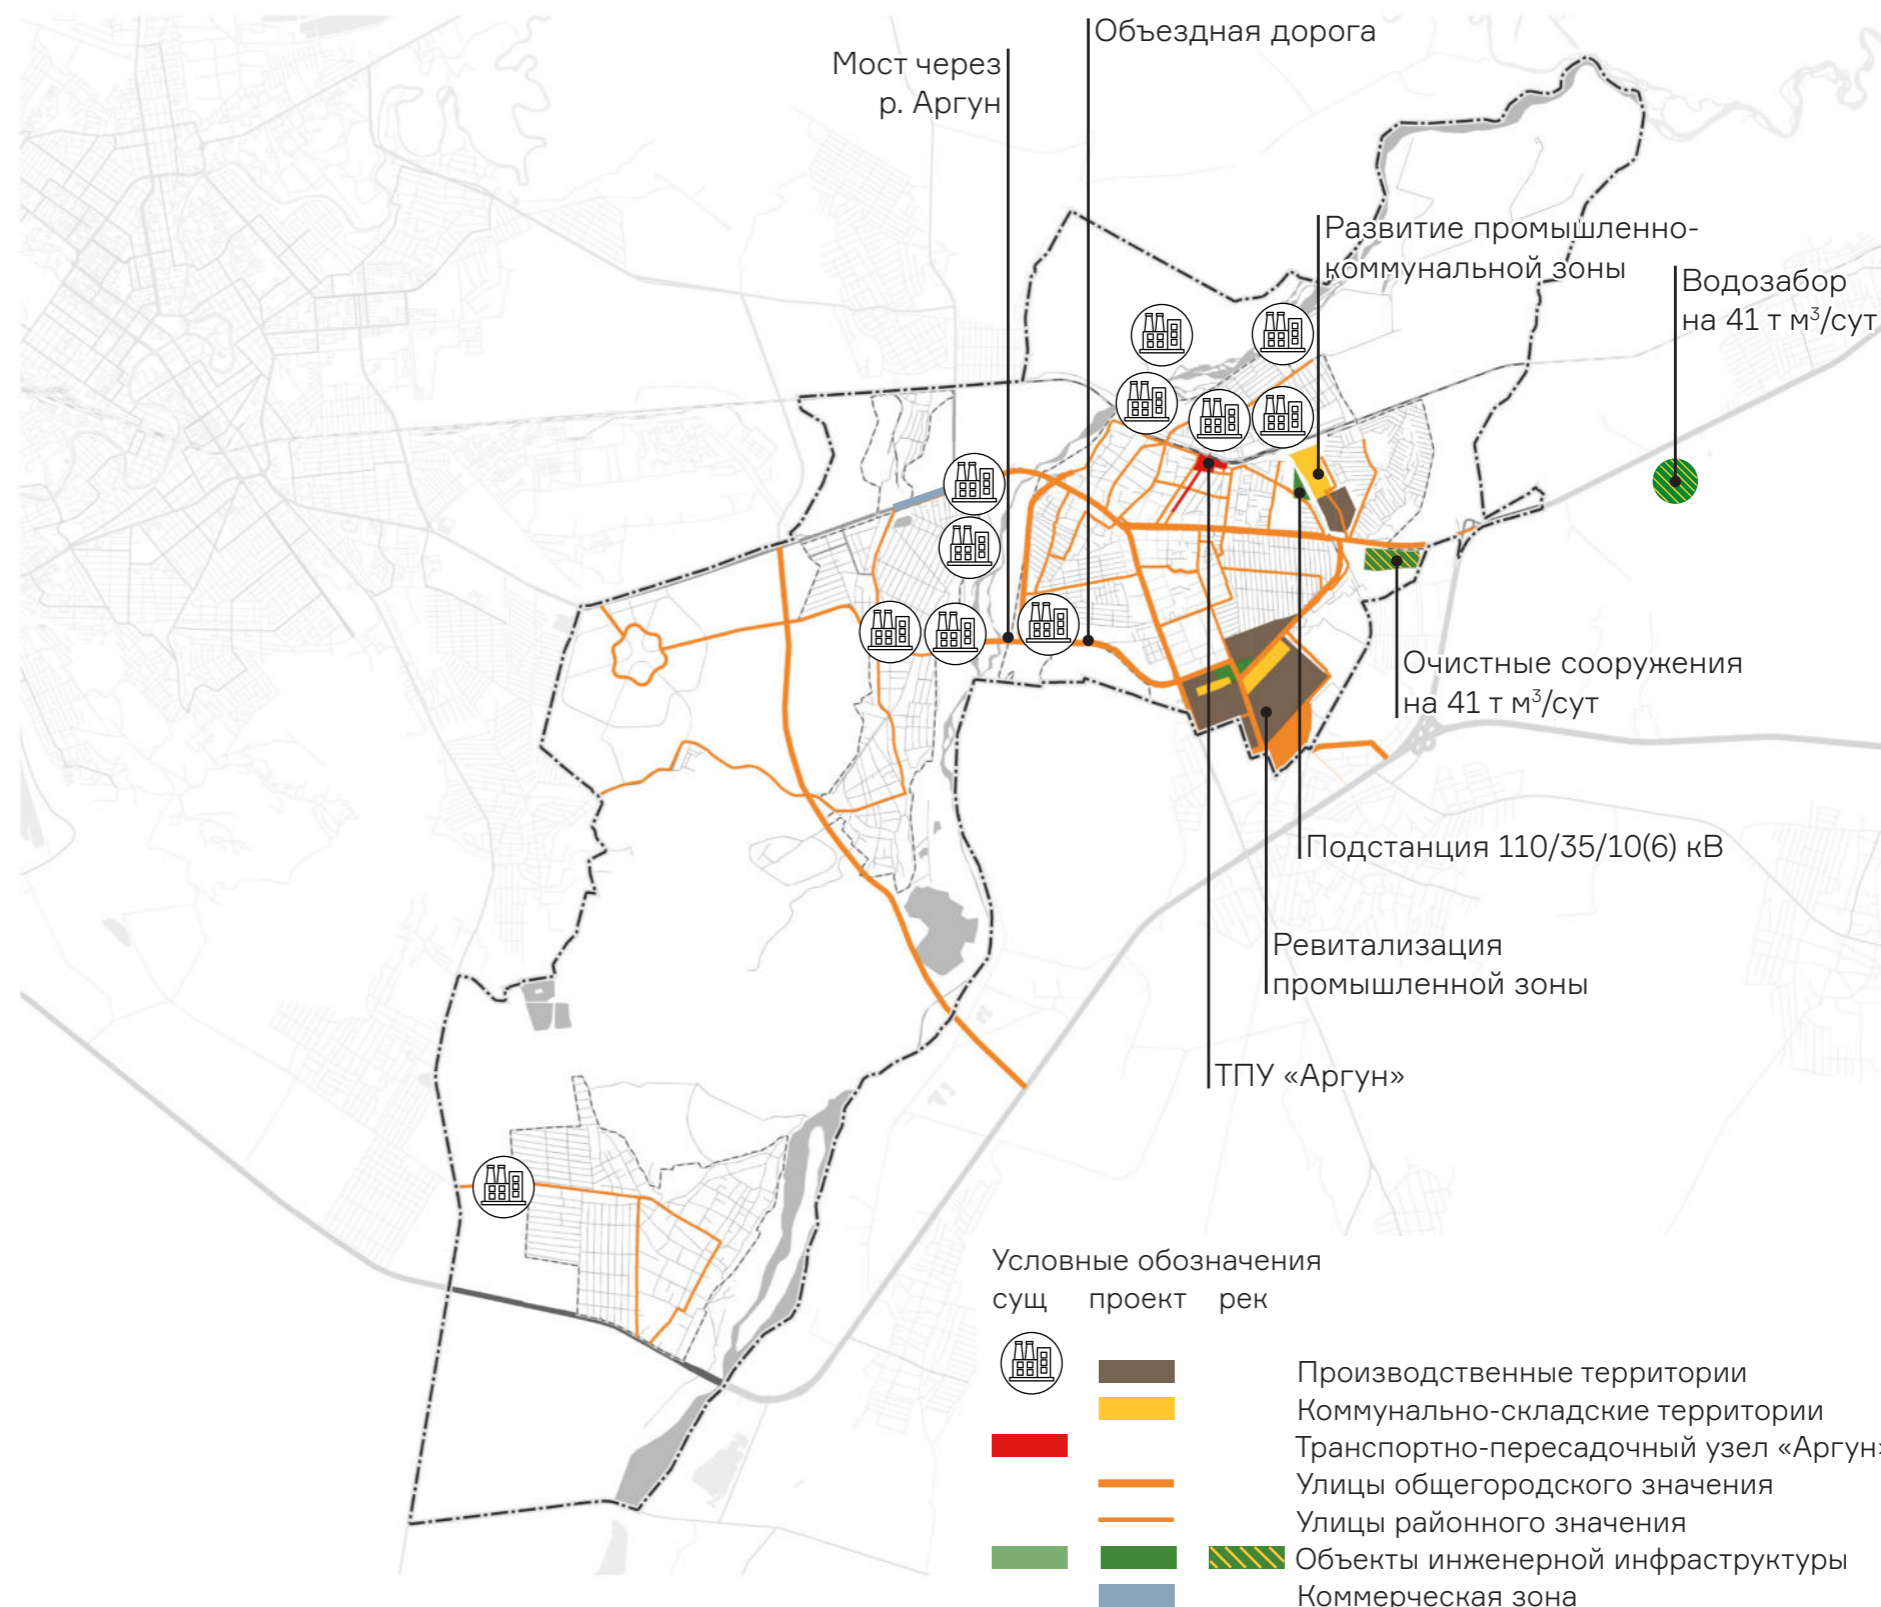 Объездная дорога
Мост через
р. Аргун
Развитие промышленно-
коммунальной зоны
Водозабор
на 41 т м³/сут
Очистные сооружения
на 41 т м³/сут
Подстанция 110/35/10(6) кВ
Ревитализация
промышленной зоны
ТПУ «Аргун»
Условные обозначения
сущ проект рек
Производственные территории
Коммунально-складские территории
Транспортно-пересадочный узел «Аргун»
Улицы общегородского значения
Улицы районного значения
Объекты инженерной инфраструктуры
Коммерческая зона